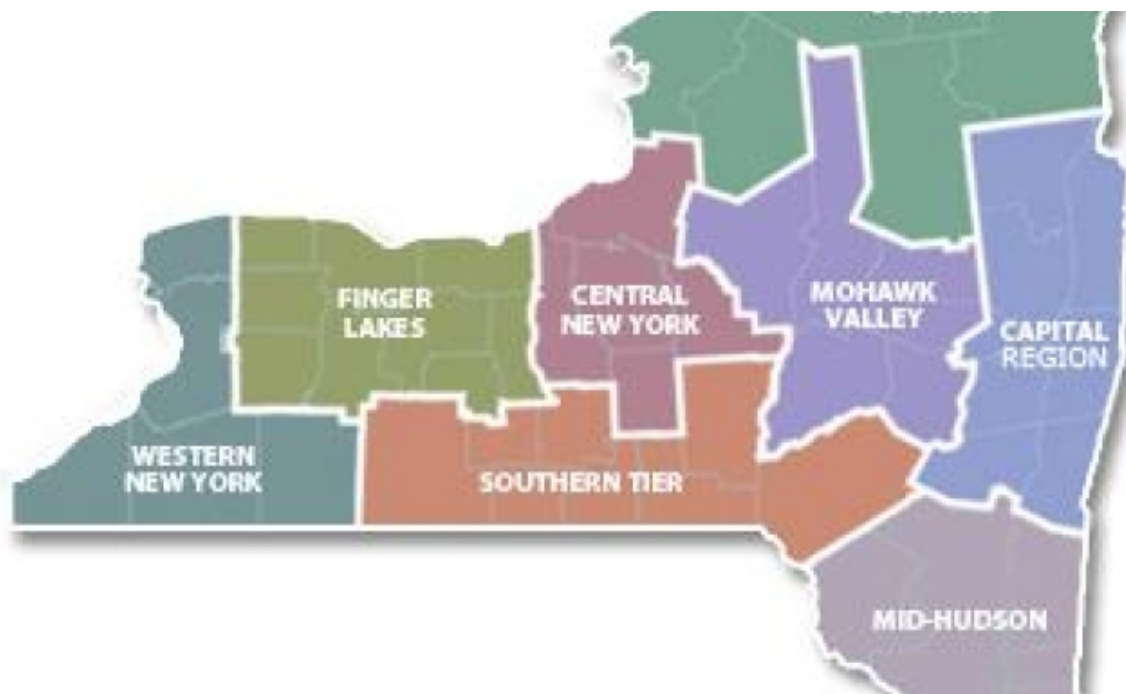 FINGER
LAKES
CENTRAL
NEW YORK
MOHAWK
VALLEY
CAPITAL
REGION
WESTERN
NEW YORK
SOUTHERN TIER
MID-HUDSON